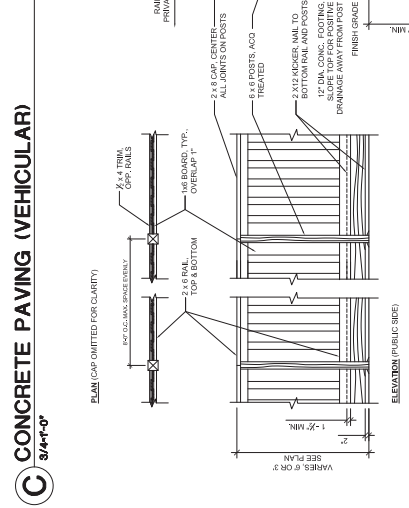 C
CONCRETE PAVING (VEHICULAR)
3/4=1'-0"
PLAN (CAP OMITTED FOR CLARITY)
8'-0" O.C. MAX. SPACE EVENLY
½ x 4 TRIM,
OPP. RAILS
1x6 BOARD, TYP.,
OVERLAP 1"
2 x 6 RAIL,
TOP & BOTTOM
RAIL
2 x 8 CAP, CENTER
ALL JOINTS ON POSTS
6 x 6 POSTS, ACQ
TREATED
2 X12 KICKER, NAIL TO
BOTTOM RAIL AND POSTS
12" DIA. CONC. FOOTING,
SLOPE TOP FOR POSITIVE
DRAINAGE AWAY FROM POST
FINISH GRADE
MIN.
VARIES, 6' OR 3'
SEE PLAN
1 - ½" MIN.
2"
ELEVATION (PUBLIC SIDE)